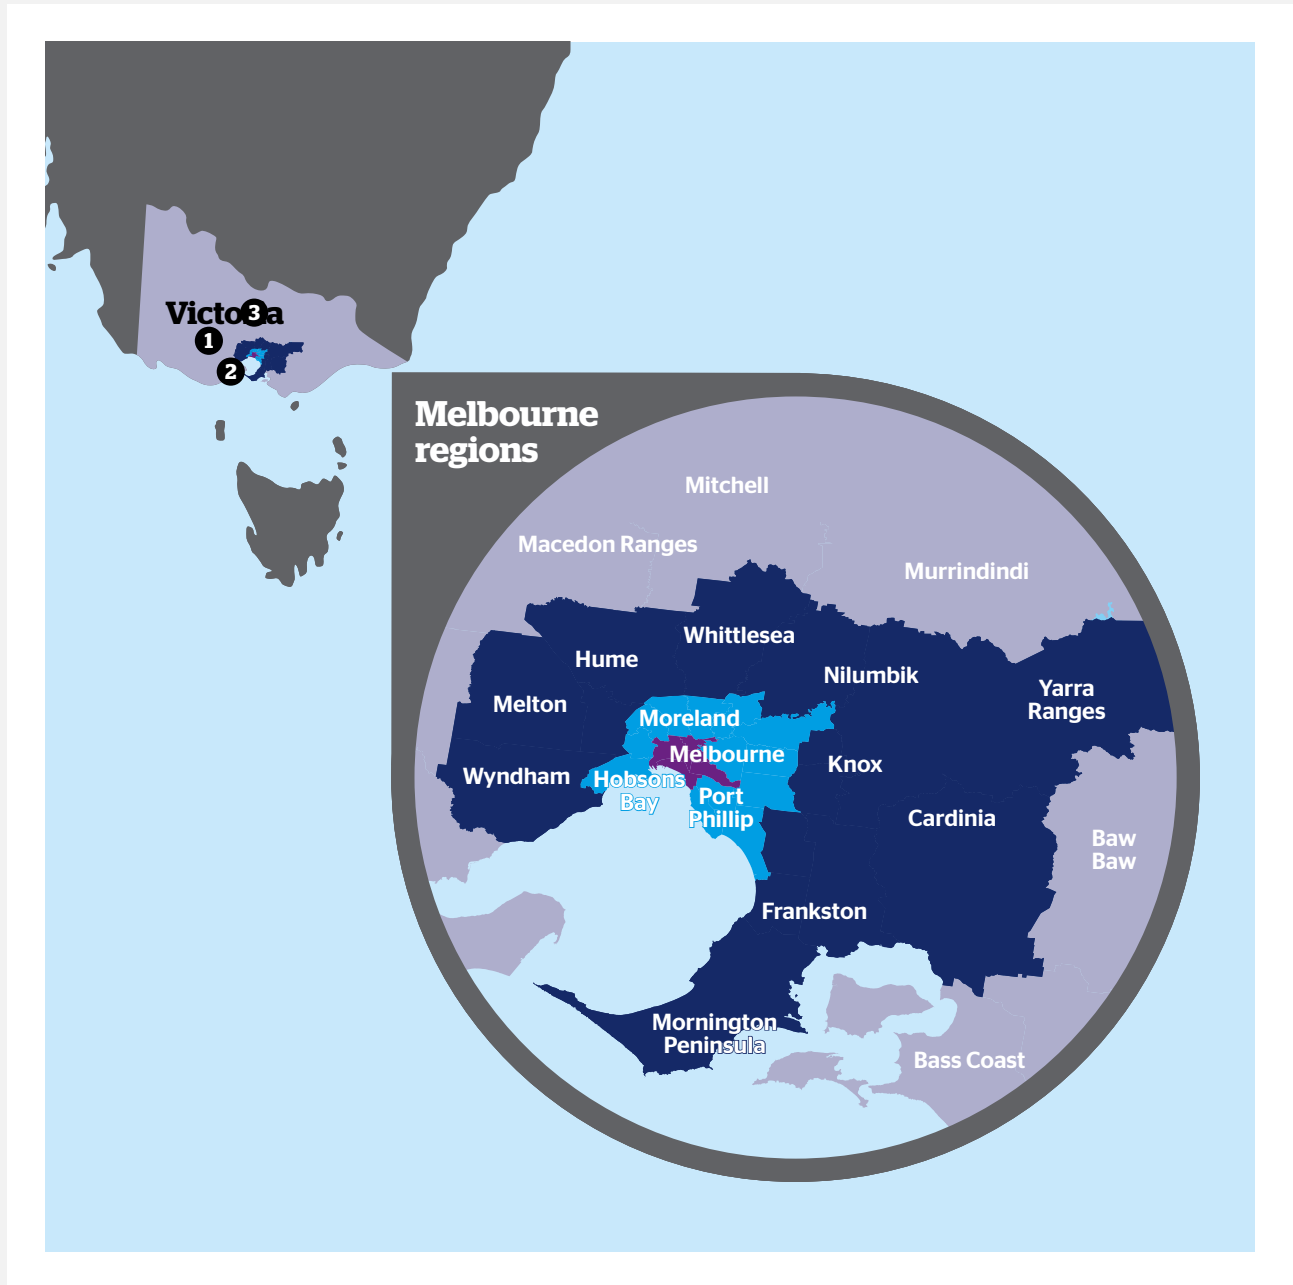 Victoria
3
1
2
Melbourne
regions
Mitchell
Macedon Ranges
Murrindindi
Whittlesea
Hume
Nilumbik
Yarra
Ranges
Melton
Moreland
Melbourne
Knox
Wyndham
Hobsons
Bay
Port
Phillip
Cardinia
Baw
Baw
Frankston
Mornington
Peninsula
Bass Coast